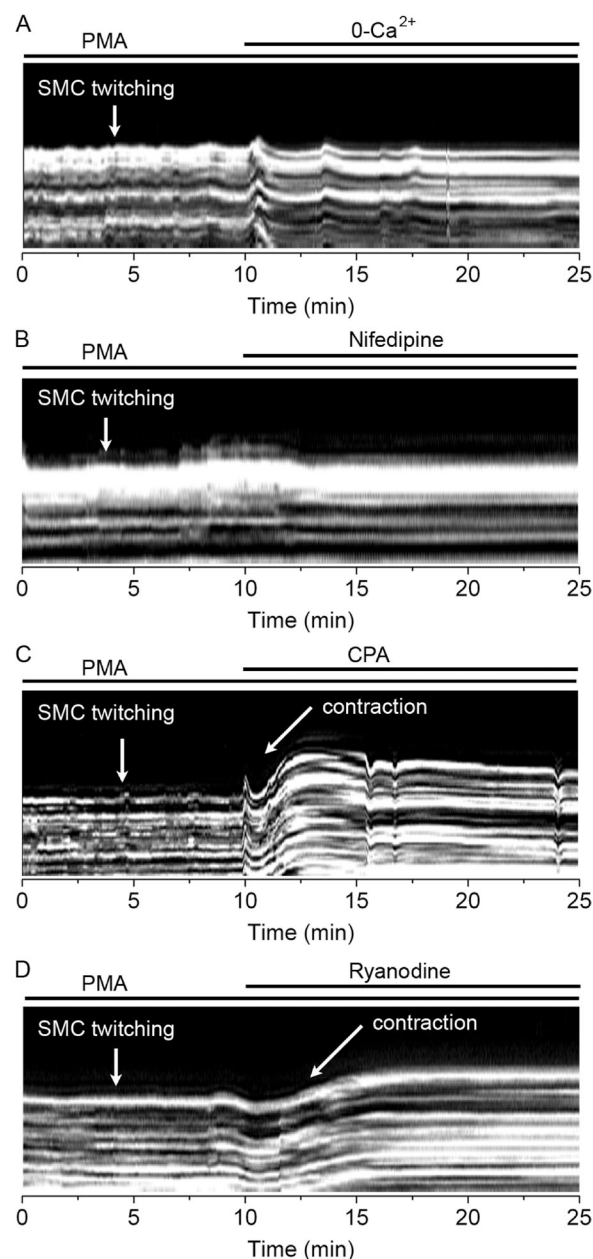 A
0-Ca²⁺
PMA
SMC twitching
0 5 10 15 20 25
Time (min)
B
PMA Nifedipine
SMC twitching
0 5 10 15 20 25
Time (min)
C
PMA CPA
SMC twitching
contraction
0 5 10 15 20 25
Time (min)
D
Ryanodine
PMA
SMC twitching
contraction
0 5 10 15 20 25
Time (min)